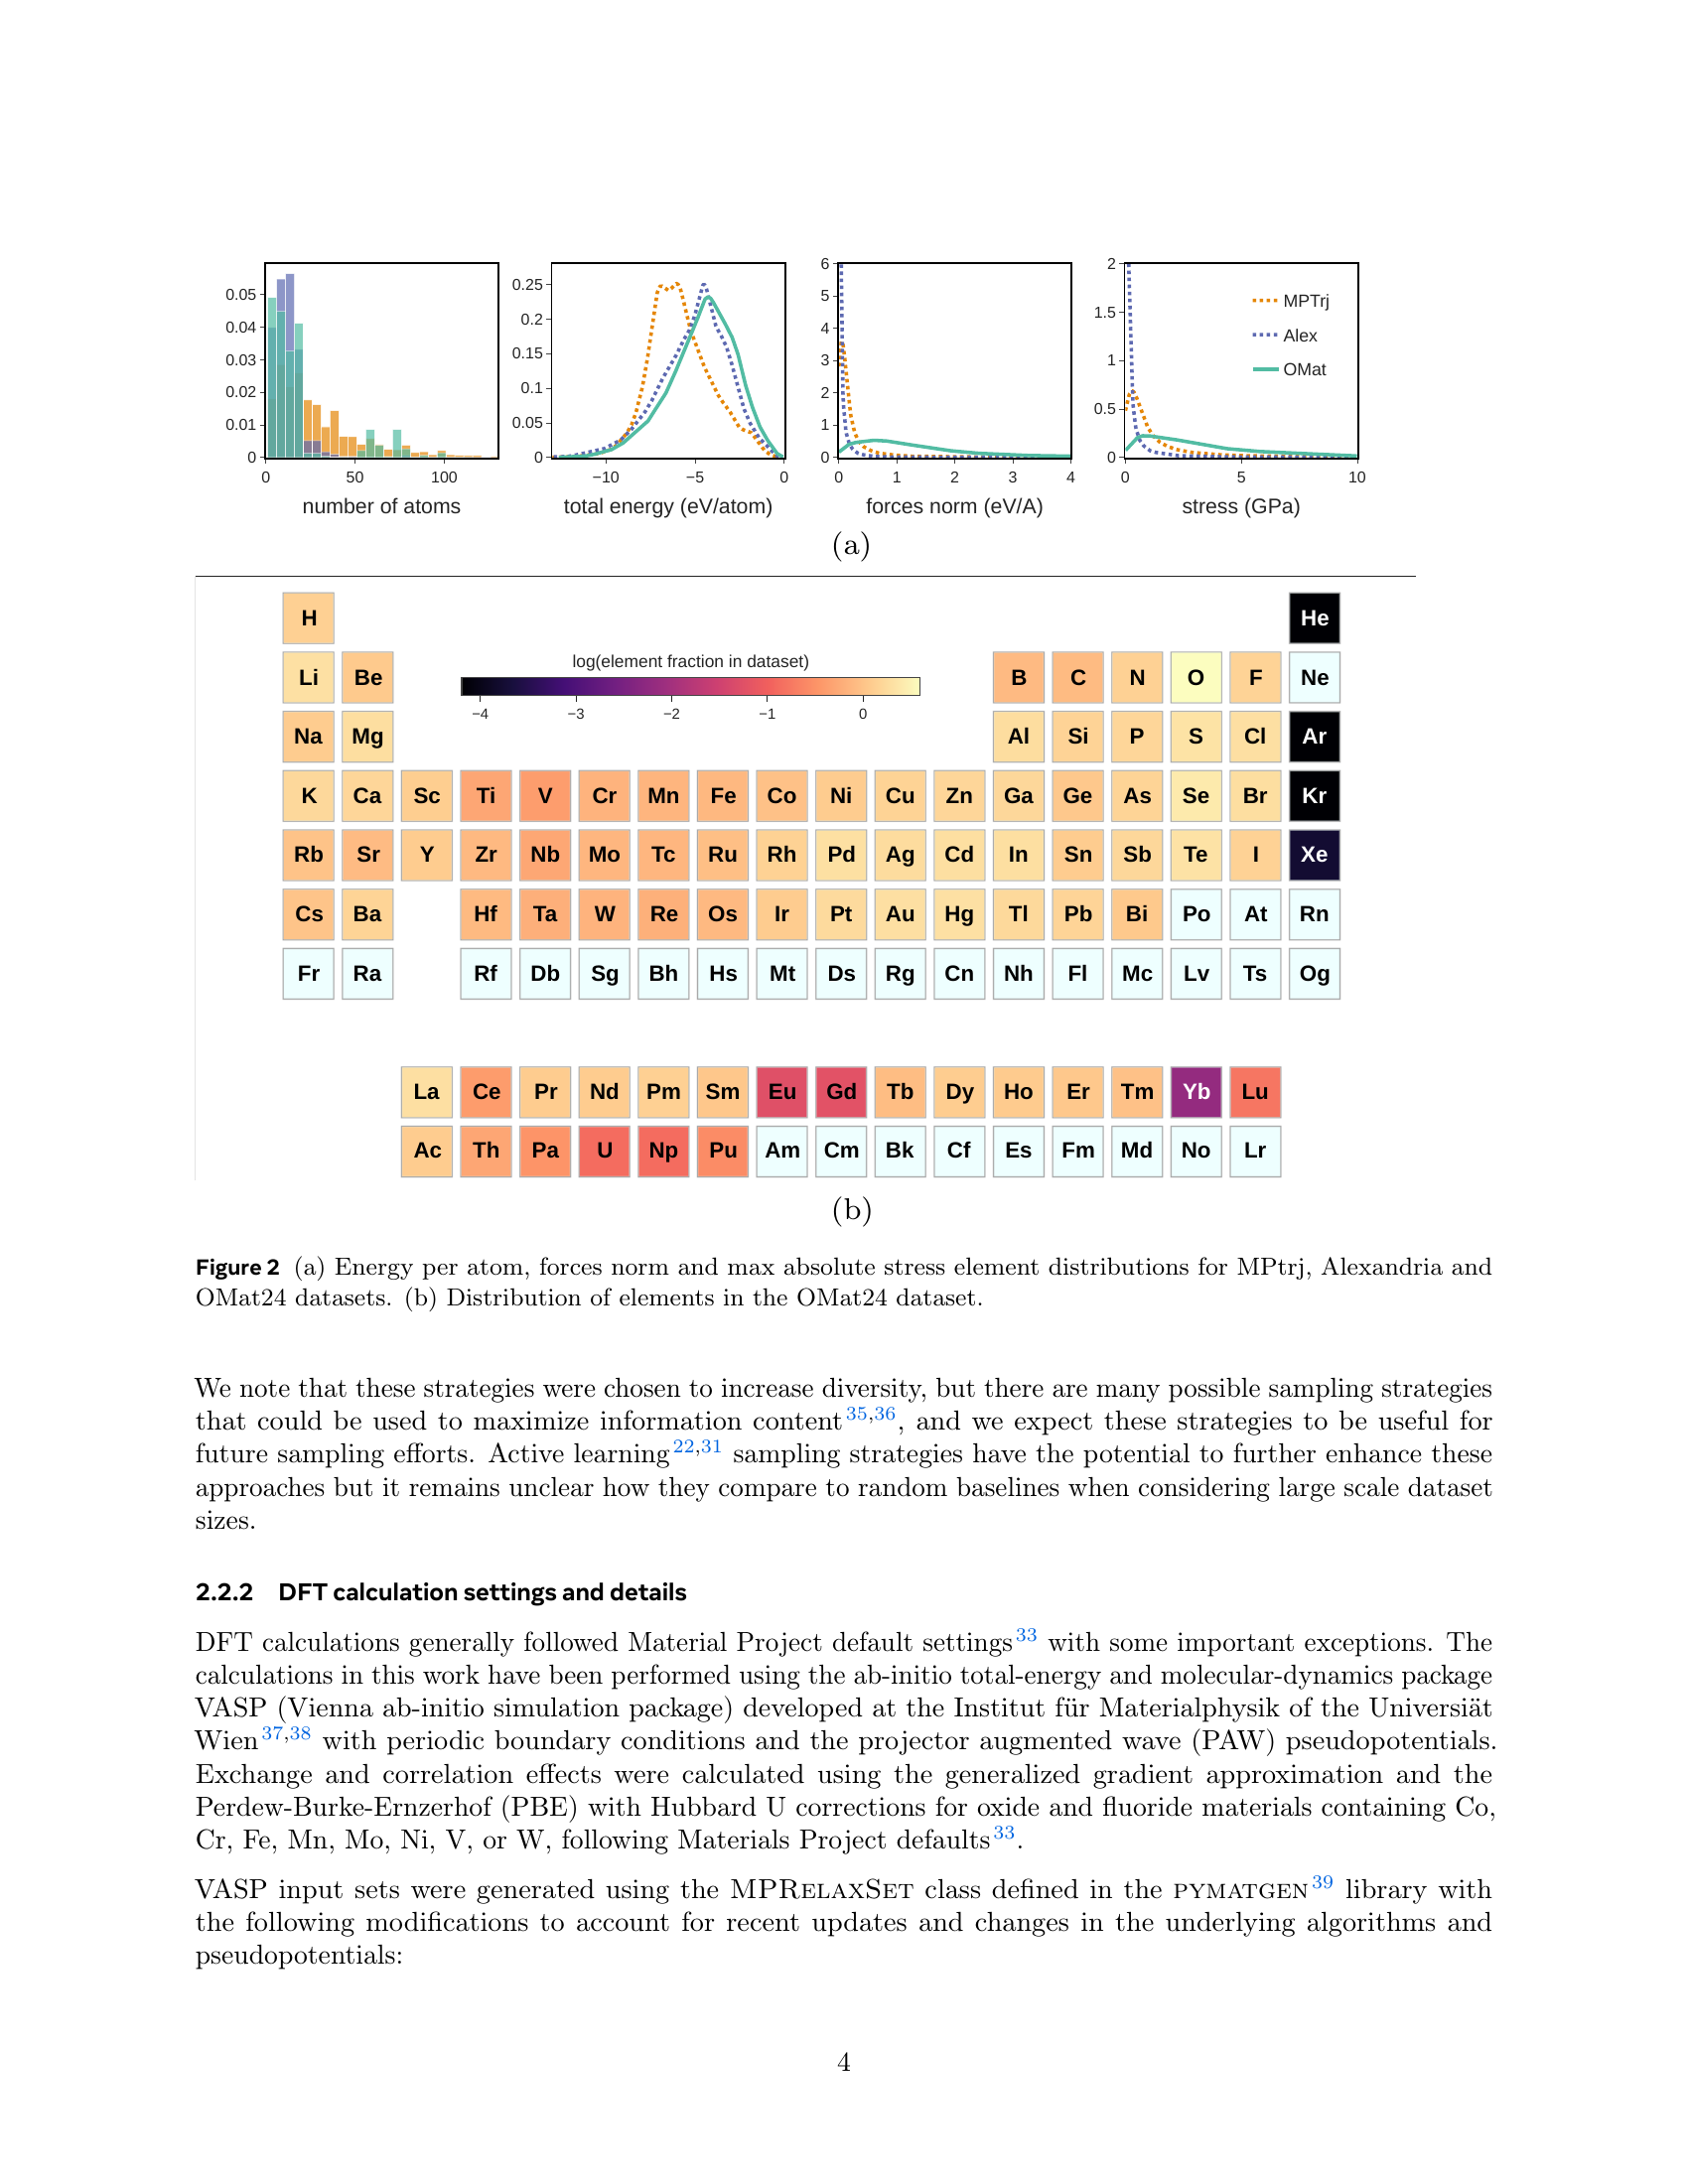 0.05
0.04
0.03
0.02
0.01
0
0 50 100
number of atoms
0.25
0.2
0.15
0.1
0.05
0
−10 −5 0
total energy (eV/atom)
6
5
4
3
2
1
0
0 1 2 3 4
forces norm (eV/A)
2
1.5
1
0.5
0
0 5 10
stress (GPa)
MPTrj
Alex
OMat
(a)
H He
log(element fraction in dataset)
−4 −3 −2 −1 0
Li Be B C N O F Ne
Na Mg Al Si P S Cl Ar
K Ca Sc Ti V Cr Mn Fe Co Ni Cu Zn Ga Ge As Se Br Kr
Rb Sr Y Zr Nb Mo Tc Ru Rh Pd Ag Cd In Sn Sb Te I Xe
Cs Ba Hf Ta W Re Os Ir Pt Au Hg Tl Pb Bi Po At Rn
Fr Ra Rf Db Sg Bh Hs Mt Ds Rg Cn Nh Fl Mc Lv Ts Og
La Ce Pr Nd Pm Sm Eu Gd Tb Dy Ho Er Tm Yb Lu
Ac Th Pa U Np Pu Am Cm Bk Cf Es Fm Md No Lr
(b)
Figure 2 (a) Energy per atom, forces norm and max absolute stress element distributions for MPtrj, Alexandria and
OMat24 datasets. (b) Distribution of elements in the OMat24 dataset.
We note that these strategies were chosen to increase diversity, but there are many possible sampling strategies
that could be used to maximize information content35,36, and we expect these strategies to be useful for
future sampling efforts. Active learning22,31 sampling strategies have the potential to further enhance these
approaches but it remains unclear how they compare to random baselines when considering large scale dataset
sizes.
2.2.2 DFT calculation settings and details
DFT calculations generally followed Material Project default settings33 with some important exceptions. The
calculations in this work have been performed using the ab-initio total-energy and molecular-dynamics package
VASP (Vienna ab-initio simulation package) developed at the Institut für Materialphysik of the Universiät
Wien37,38 with periodic boundary conditions and the projector augmented wave (PAW) pseudopotentials.
Exchange and correlation effects were calculated using the generalized gradient approximation and the
Perdew-Burke-Ernzerhof (PBE) with Hubbard U corrections for oxide and fluoride materials containing Co,
Cr, Fe, Mn, Mo, Ni, V, or W, following Materials Project defaults33.
VASP input sets were generated using the MPRelaxSet class defined in the pymatgen39 library with
the following modifications to account for recent updates and changes in the underlying algorithms and
pseudopotentials:
4